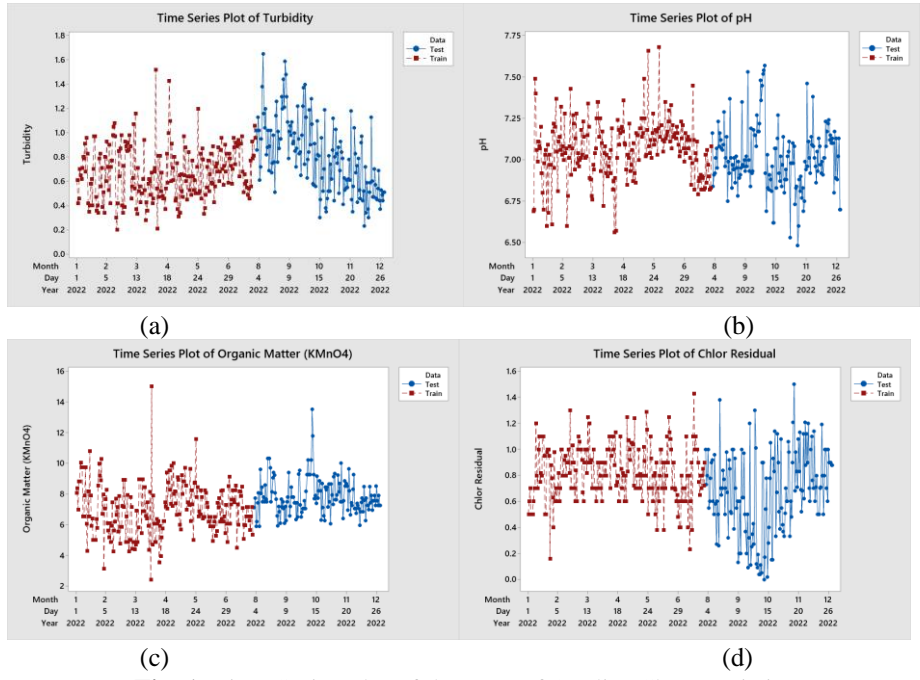 Time Series Plot of Turbidity
Data
Test
Train
Turbidity
1.8
1.6
1.4
1.2
1.0
0.8
0.6
0.4
0.2
0.0
Month 1 2 3 4 5 6 8 9 10 11 12
Day 1 5 13 18 24 29 4 9 15 20 26
Year 2022 2022 2022 2022 2022 2022 2022 2022 2022 2022 2022
(a)
Time Series Plot of pH
Data
Test
Train
pH
7.75
7.50
7.25
7.00
6.75
6.50
Month 1 2 3 4 5 6 8 9 10 11 12
Day 1 5 13 18 24 29 4 9 15 20 26
Year 2022 2022 2022 2022 2022 2022 2022 2022 2022 2022 2022
(b)
Time Series Plot of Organic Matter (KMnO4)
Data
Test
Train
Organic Matter (KMnO4)
16
14
12
10
8
6
4
2
Month 1 2 3 4 5 6 8 9 10 11 12
Day 1 5 13 18 24 29 4 9 15 20 26
Year 2022 2022 2022 2022 2022 2022 2022 2022 2022 2022 2022
(c)
Time Series Plot of Chlor Residual
Data
Test
Train
Chlor Residual
1.6
1.4
1.2
1.0
0.8
0.6
0.4
0.2
0.0
Month 1 2 3 4 5 6 8 9 10 11 12
Day 1 5 13 18 24 29 4 9 15 20 26
Year 2022 2022 2022 2022 2022 2022 2022 2022 2022 2022 2022
(d)